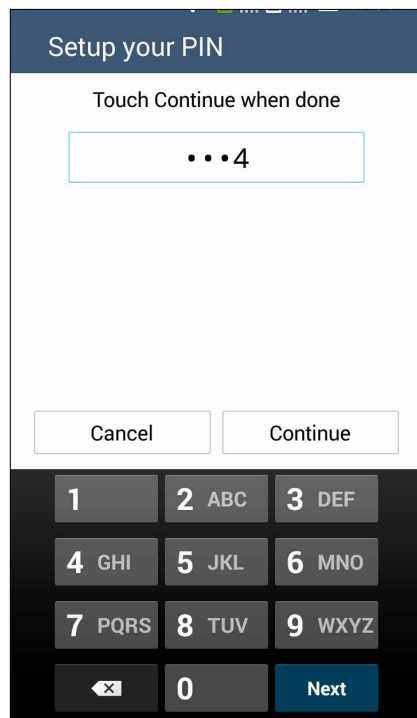 Setup your PIN
Touch Continue when done
•••4
Cancel Continue
1 2 ABC 3 DEF
4 GHI 5 JKL 6 MNO
7 PQRS 8 TUV 9 WXYZ
0 Next